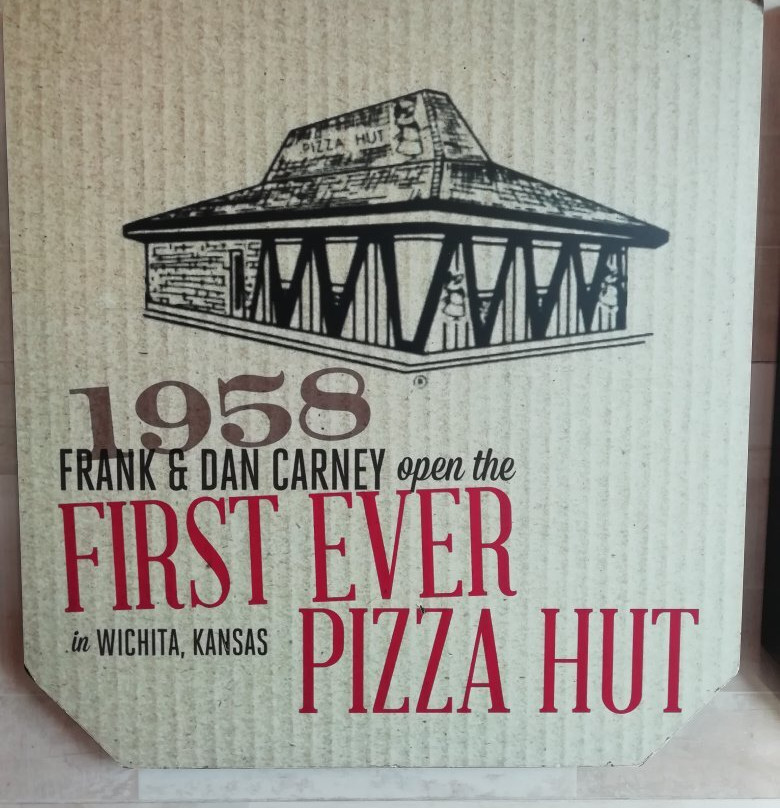 PIZZA HUT
®
1958
FRANK & DAN CARNEY open the
FIRST EVER
in WICHITA, KANSAS
PIZZA HUT